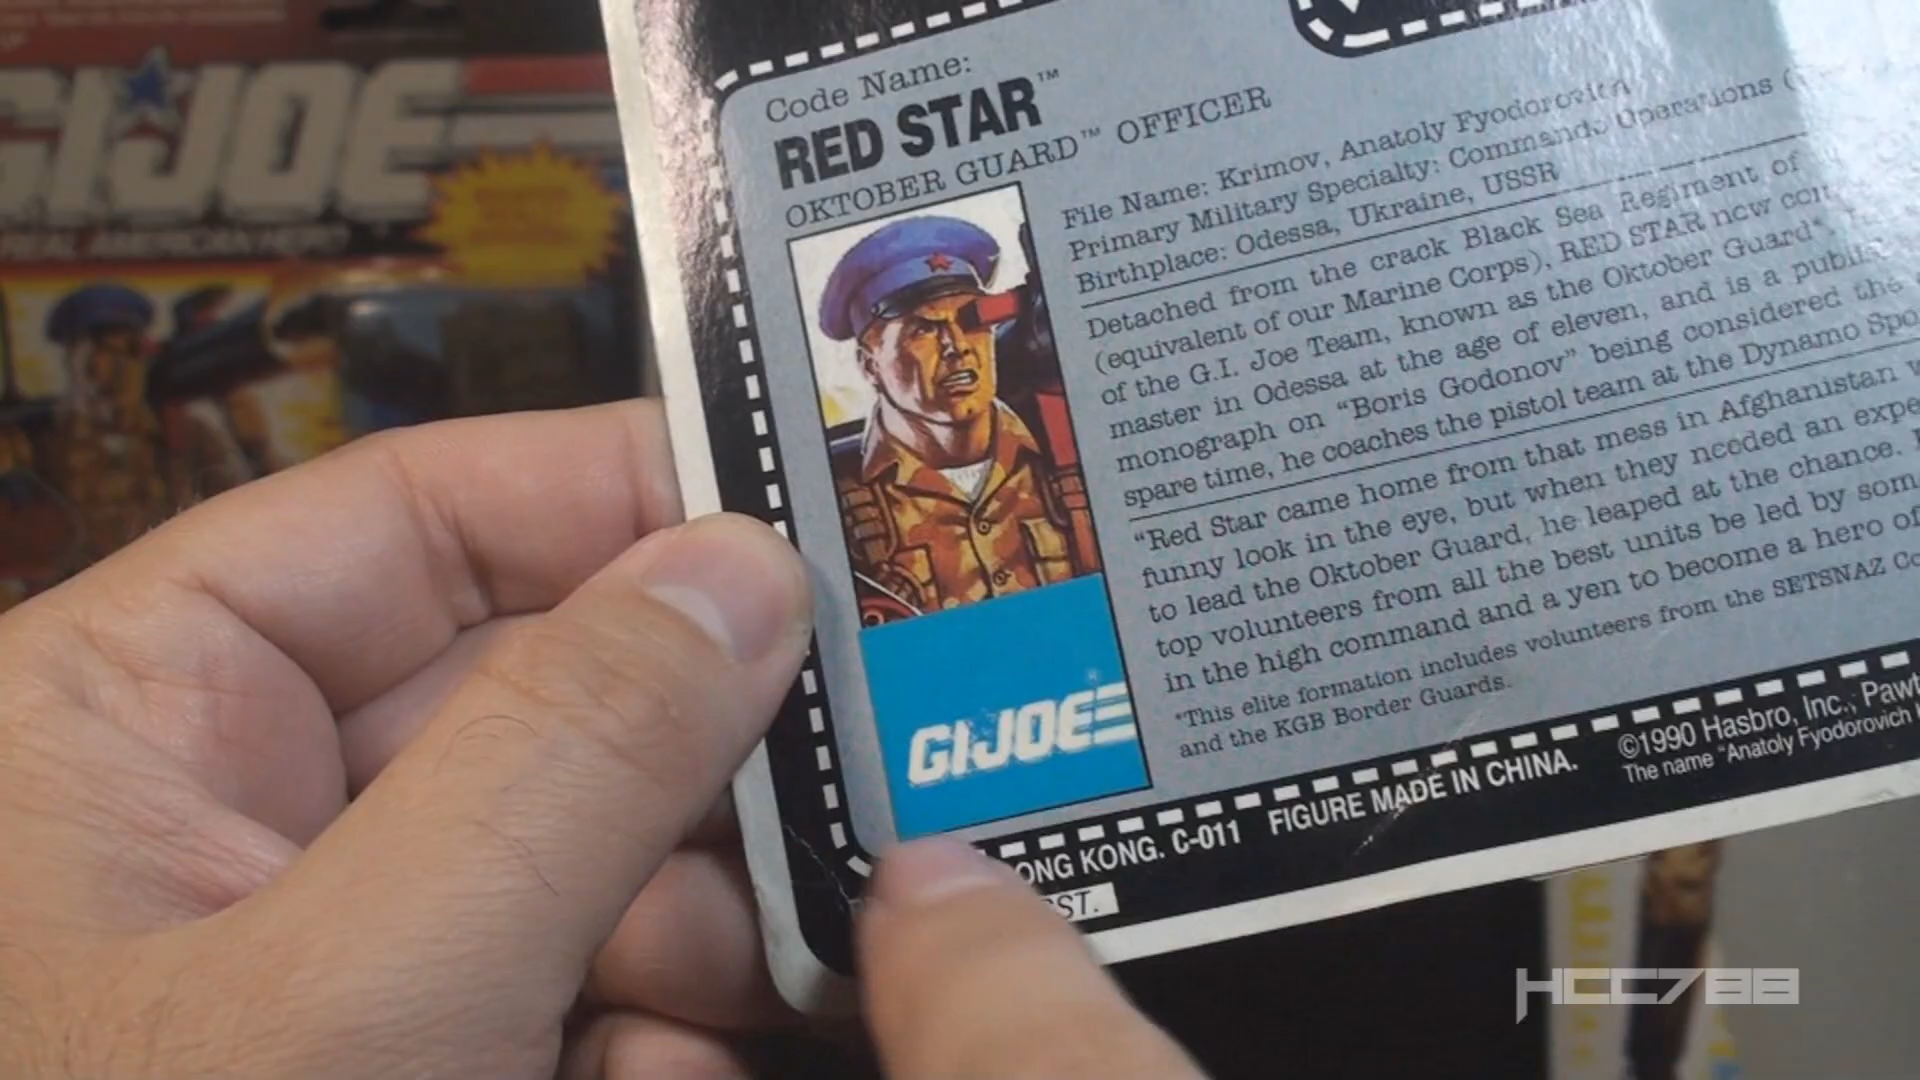 GI JOE
REAL AMERICAN HERO
Code Name:
RED STAR™
OKTOBER GUARD™ OFFICER
File Name: Krimov, Anatoly Fyodorovich
Primary Military Specialty: Commando Operations (
Birthplace: Odessa, Ukraine, USSR
Detached from the crack Black Sea Regiment of
(equivalent of our Marine Corps), RED STAR now
of the G.I. Joe Team, known as the Oktober Guard*.
master in Odessa at the age of eleven, and is a
monograph on "Boris Godonov" being considered the
spare time, he coaches the pistol team at the Dynamo
"Red Star came home from that mess in Afghanistan
funny look in the eye, but when they needed an
to lead the Oktober Guard, he leaped at the chance.
top volunteers from all the best units be led by
in the high command and a yen to become a hero of
*This elite formation includes volunteers from the SETSNAZ
and the KGB Border Guards.
GI JOE
ONG KONG. C-011 FIGURE MADE IN CHINA. ©1990 Hasbro, Inc.,
The name "Anatoly Fyodorovich
ST.
HCC788